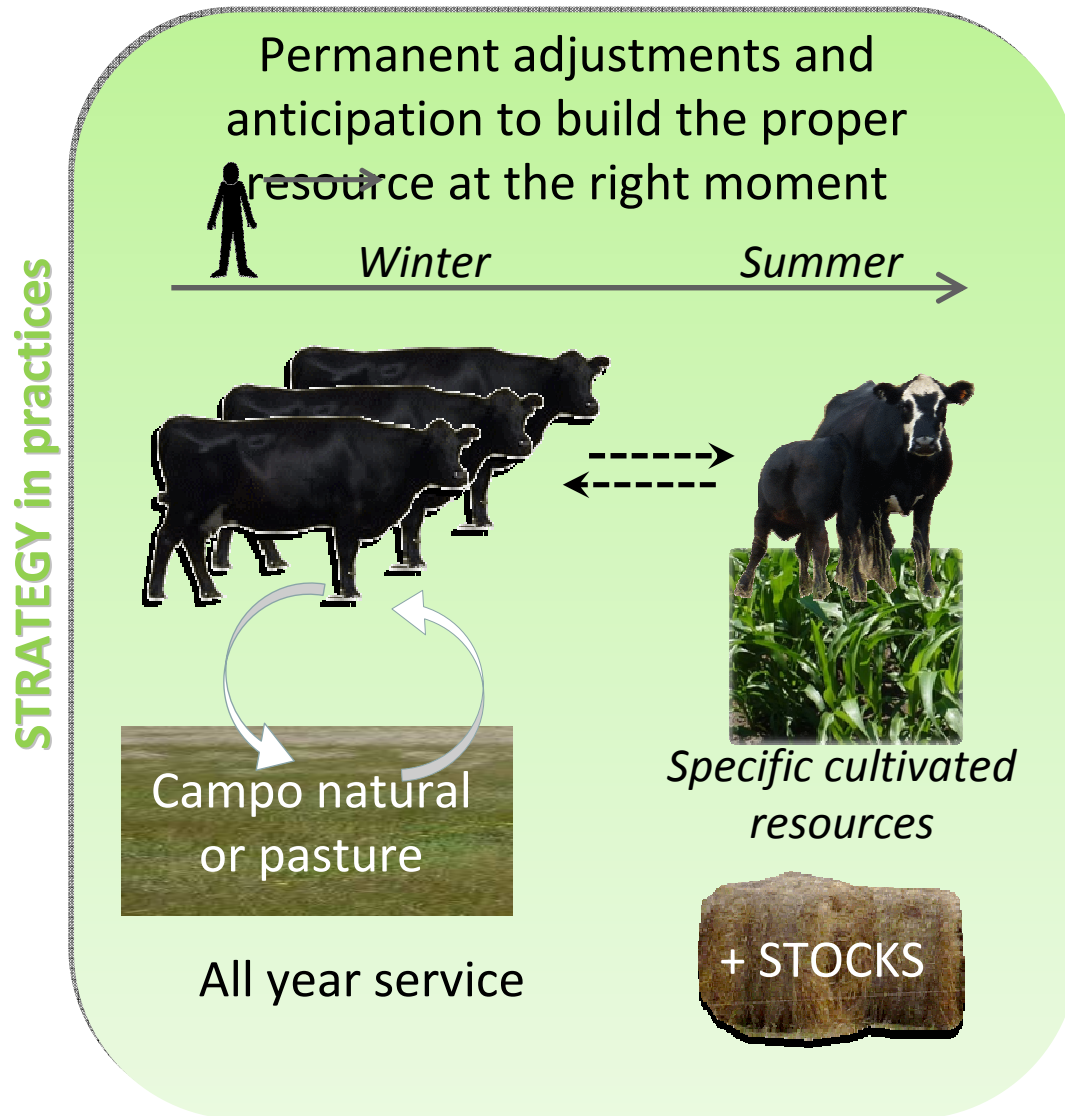 Permanent adjustments and
anticipation to build the proper
resource at the right moment
Winter
Summer
STRATEGY in practices
Campo natural
or pasture
Specific cultivated
resources
+ STOCKS
All year service